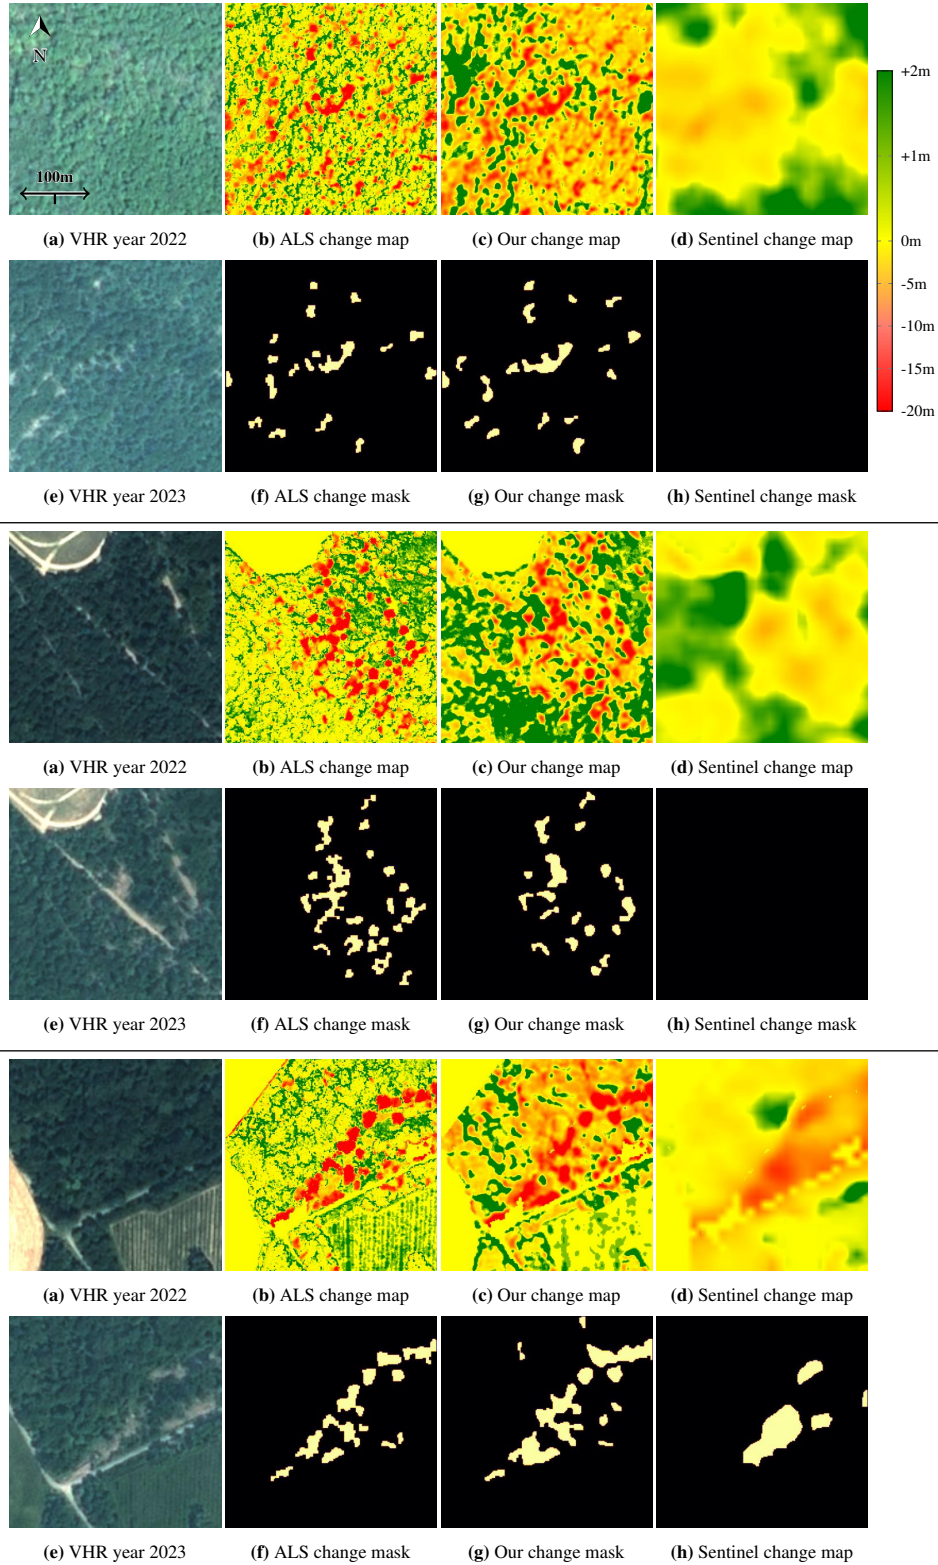 N
100m
(a) VHR year 2022
(b) ALS change map
(c) Our change map
(d) Sentinel change map
+2m
+1m
0m
-5m
-10m
-15m
-20m
(e) VHR year 2023
(f) ALS change mask
(g) Our change mask
(h) Sentinel change mask
(a) VHR year 2022
(b) ALS change map
(c) Our change map
(d) Sentinel change map
(e) VHR year 2023
(f) ALS change mask
(g) Our change mask
(h) Sentinel change mask
(a) VHR year 2022
(b) ALS change map
(c) Our change map
(d) Sentinel change map
(e) VHR year 2023
(f) ALS change mask
(g) Our change mask
(h) Sentinel change map